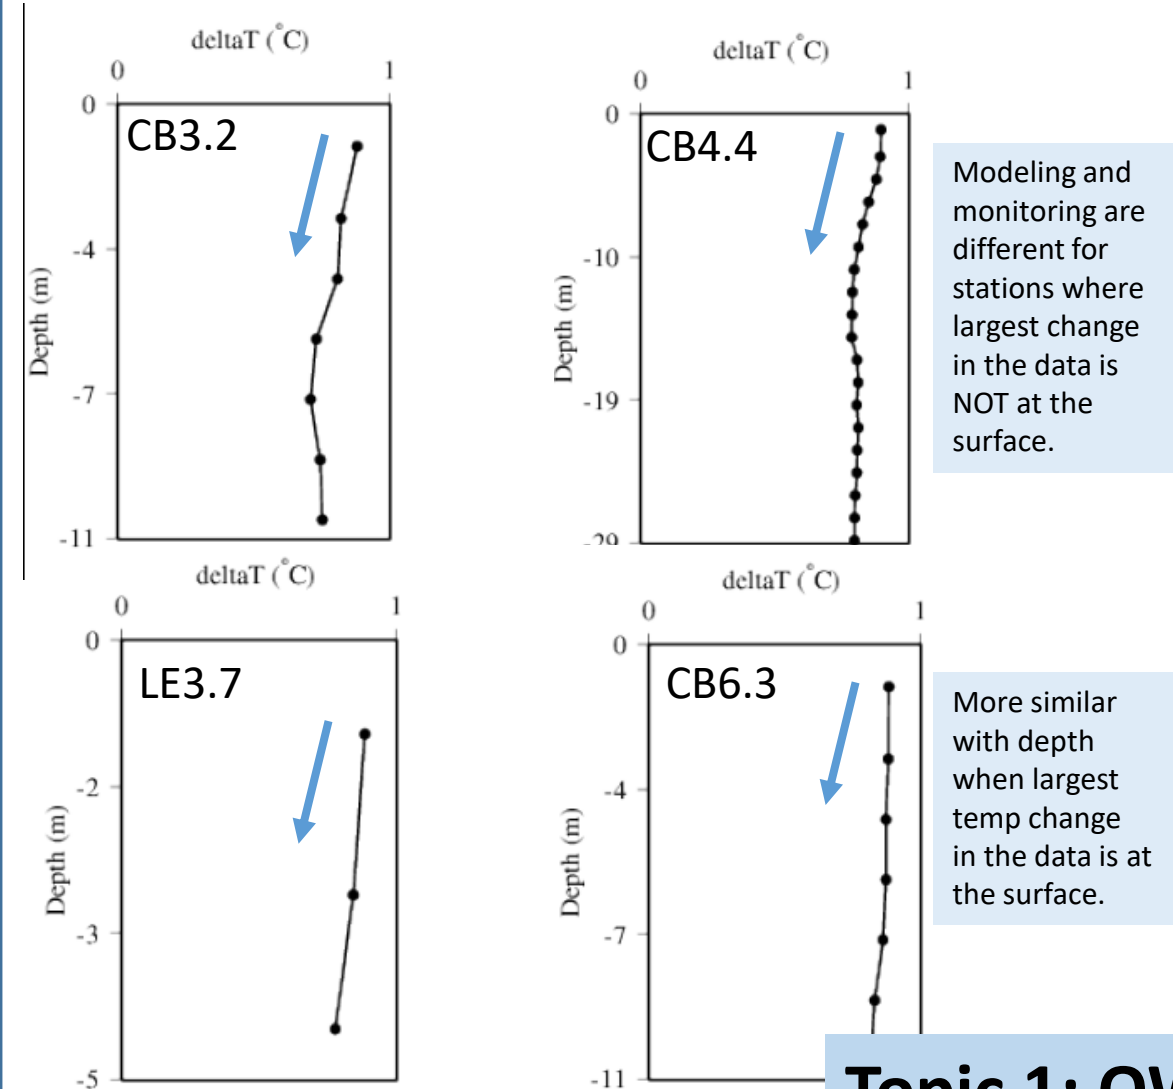 deltaT (°C)
0 1
CB3.2
0
-4
-7
-11
Depth (m)
deltaT (°C)
0 1
CB4.4
0
-10
-19
-29
Depth (m)
Modeling and
monitoring are
different for
stations where
largest change
in the data is
NOT at the
surface.
deltaT (°C)
0 1
LE3.7
0
-2
-3
-5
Depth (m)
deltaT (°C)
0 1
CB6.3
0
-4
-7
-11
Depth (m)
More similar
with depth
when largest
temp change
in the data is at
the surface.
Topic 1: